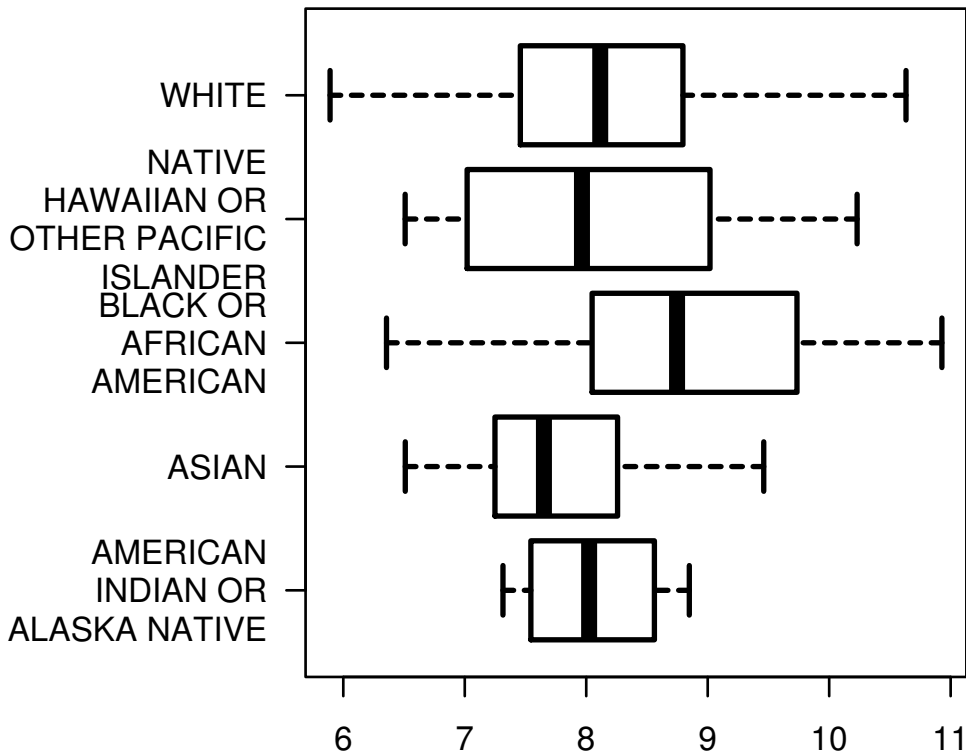 WHITE
NATIVE
HAWAIIAN OR
OTHER PACIFIC
ISLANDER
BLACK OR
AFRICAN
AMERICAN
ASIAN
AMERICAN
INDIAN OR
ALASKA NATIVE
6 7 8 9 10 11